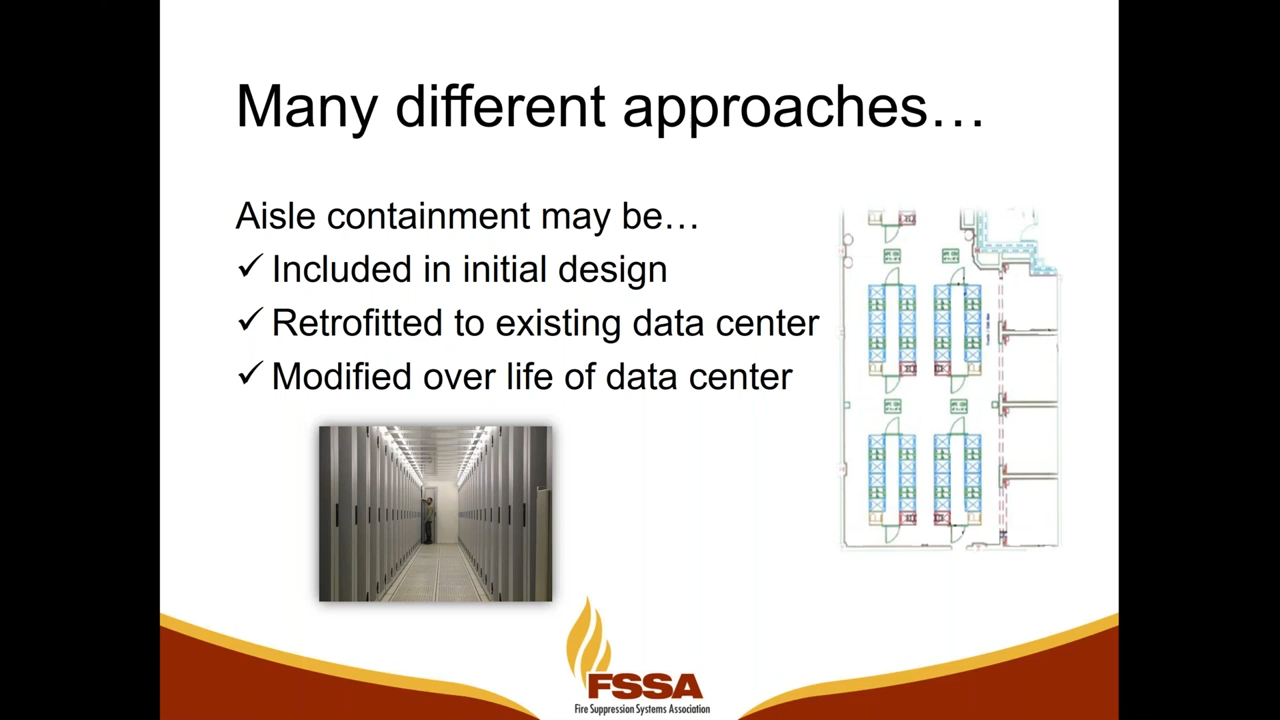 Many different approaches…
Aisle containment may be…
✓ Included in initial design
✓ Retrofitted to existing data center
✓ Modified over life of data center
FSSA
Fire Suppression Systems Association